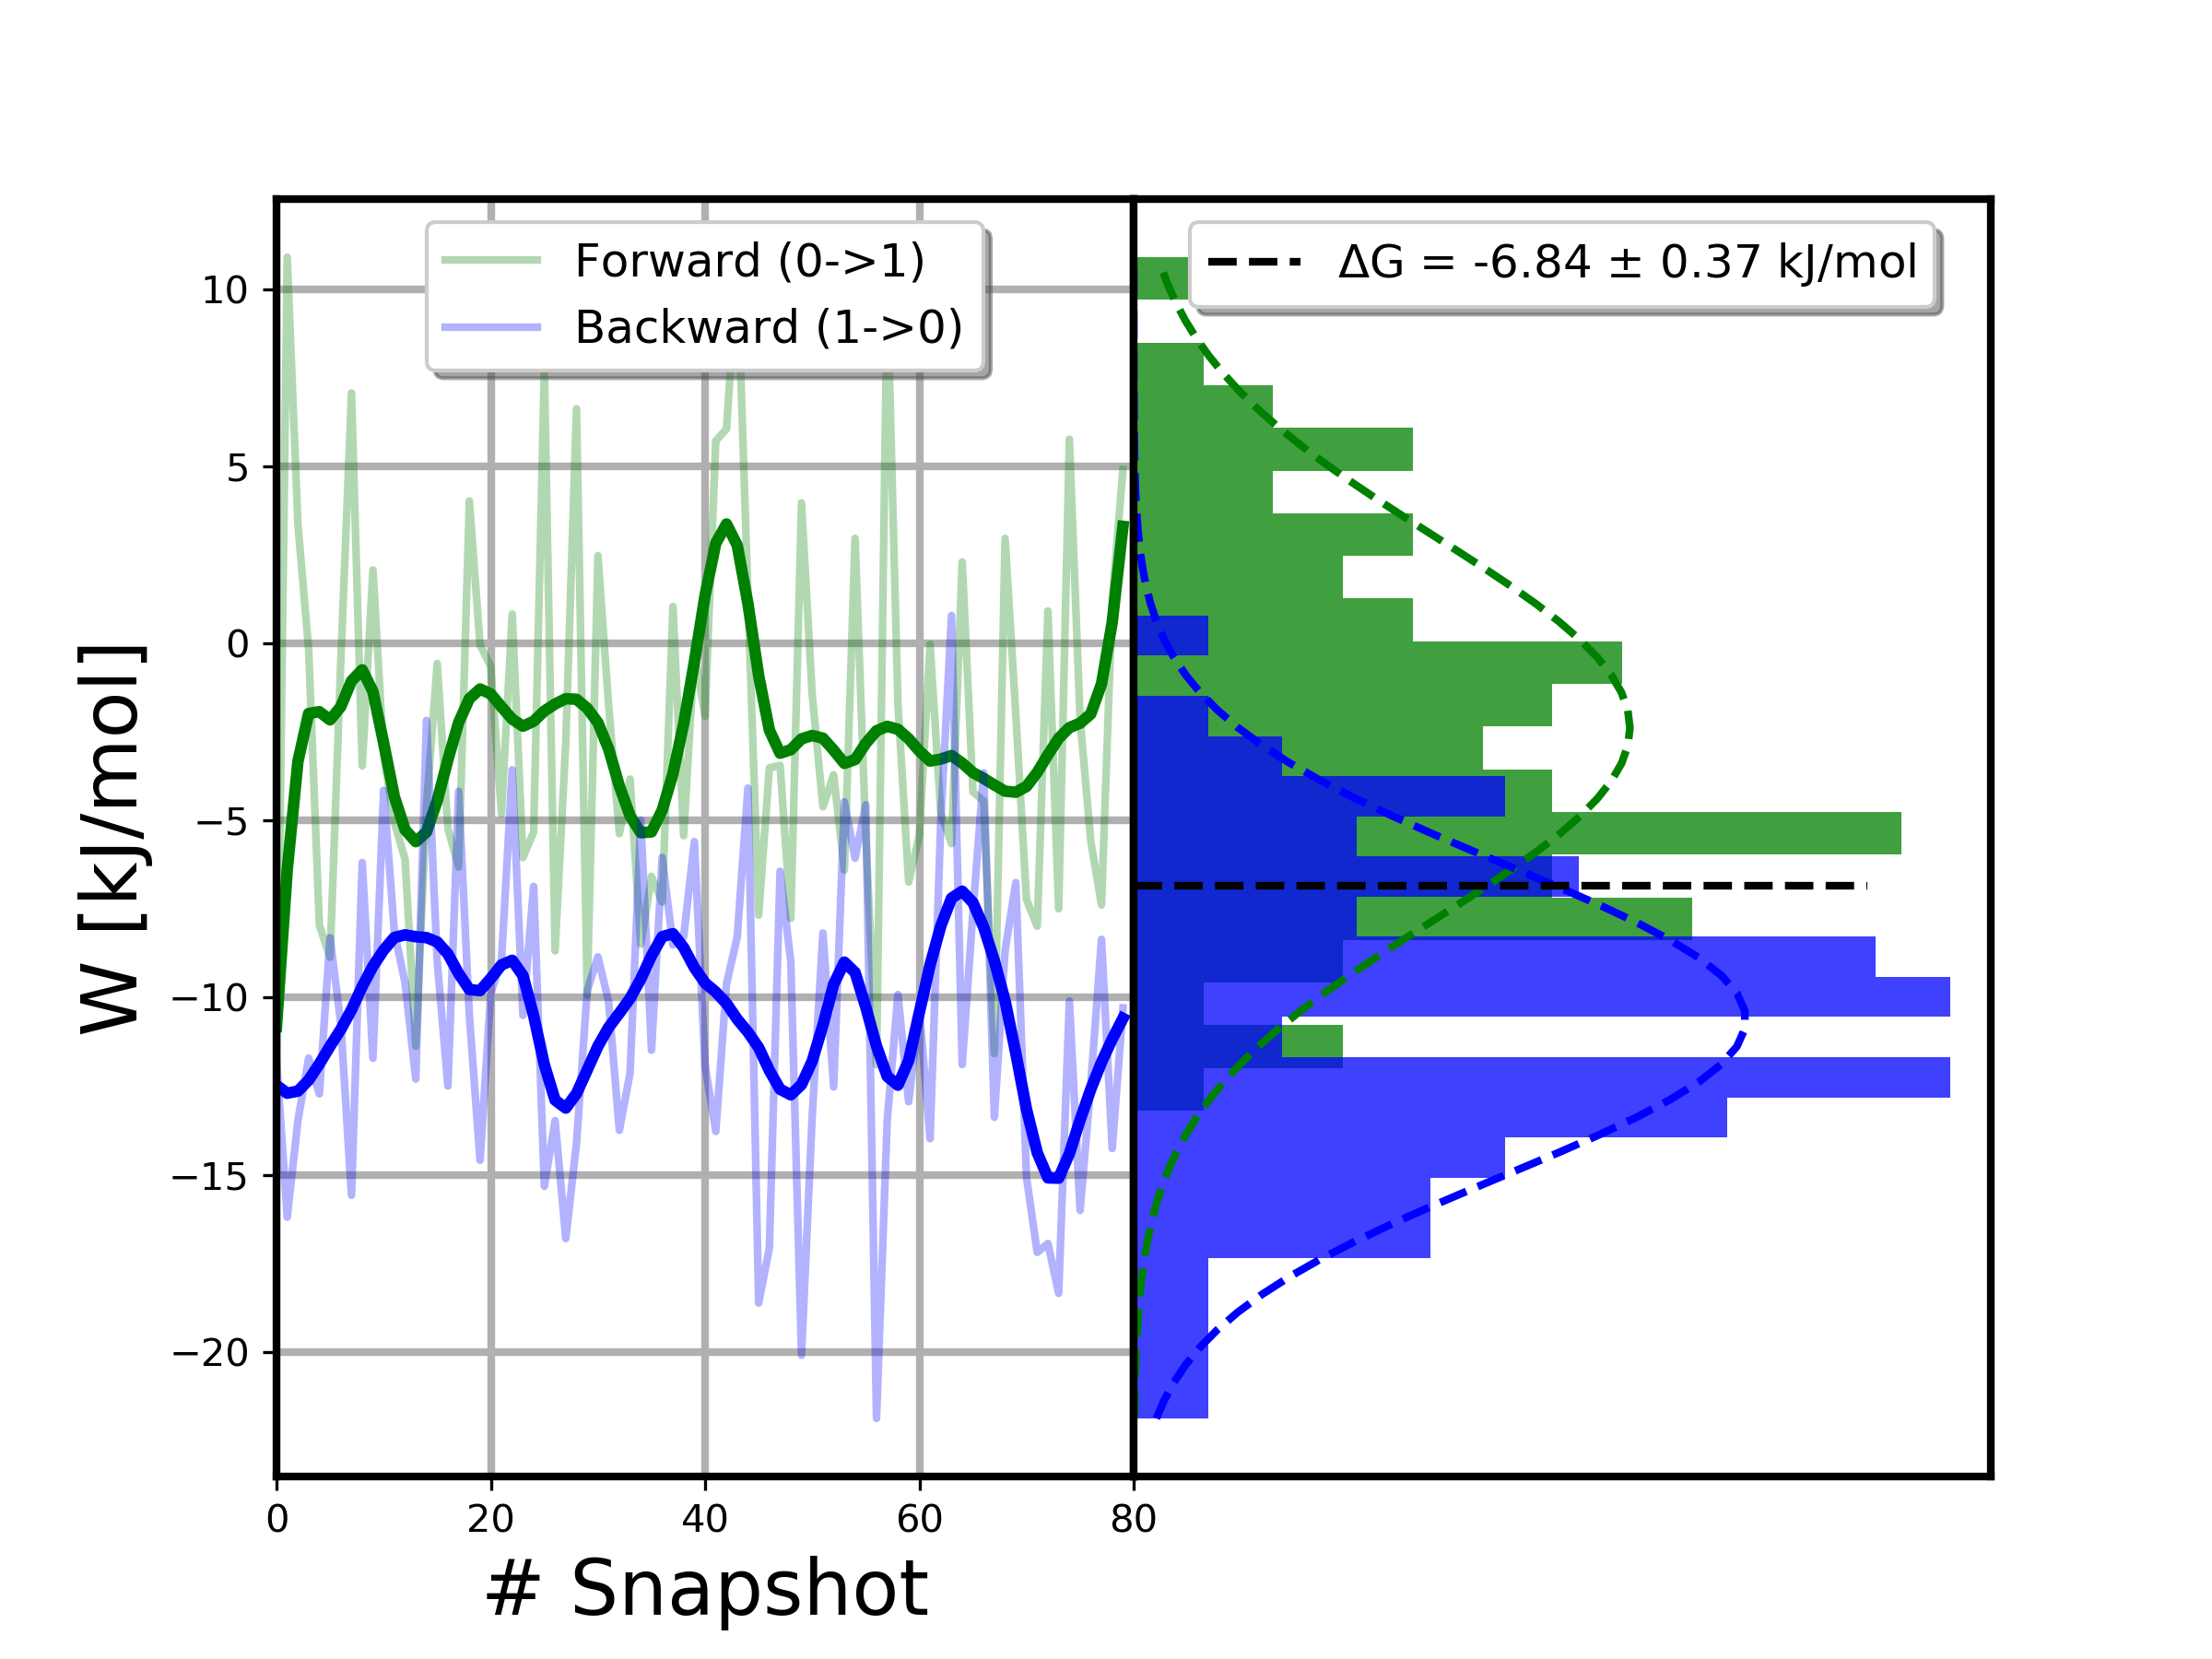 Forward (0->1)
Backward (1->0)
ΔG = -6.84 ± 0.37 kJ/mol
10
5
0
−5
−10
−15
−20
W [kJ/mol]
0
20
40
60
80
# Snapshot